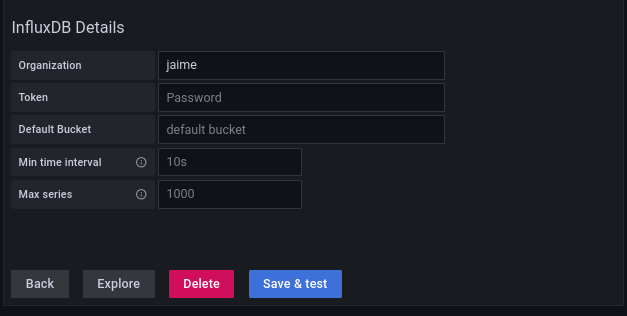 InfluxDB Details
Organization jaime
Token Password
Default Bucket default bucket
Min time interval 10s
Max series 1000
Back Explore Delete Save & test